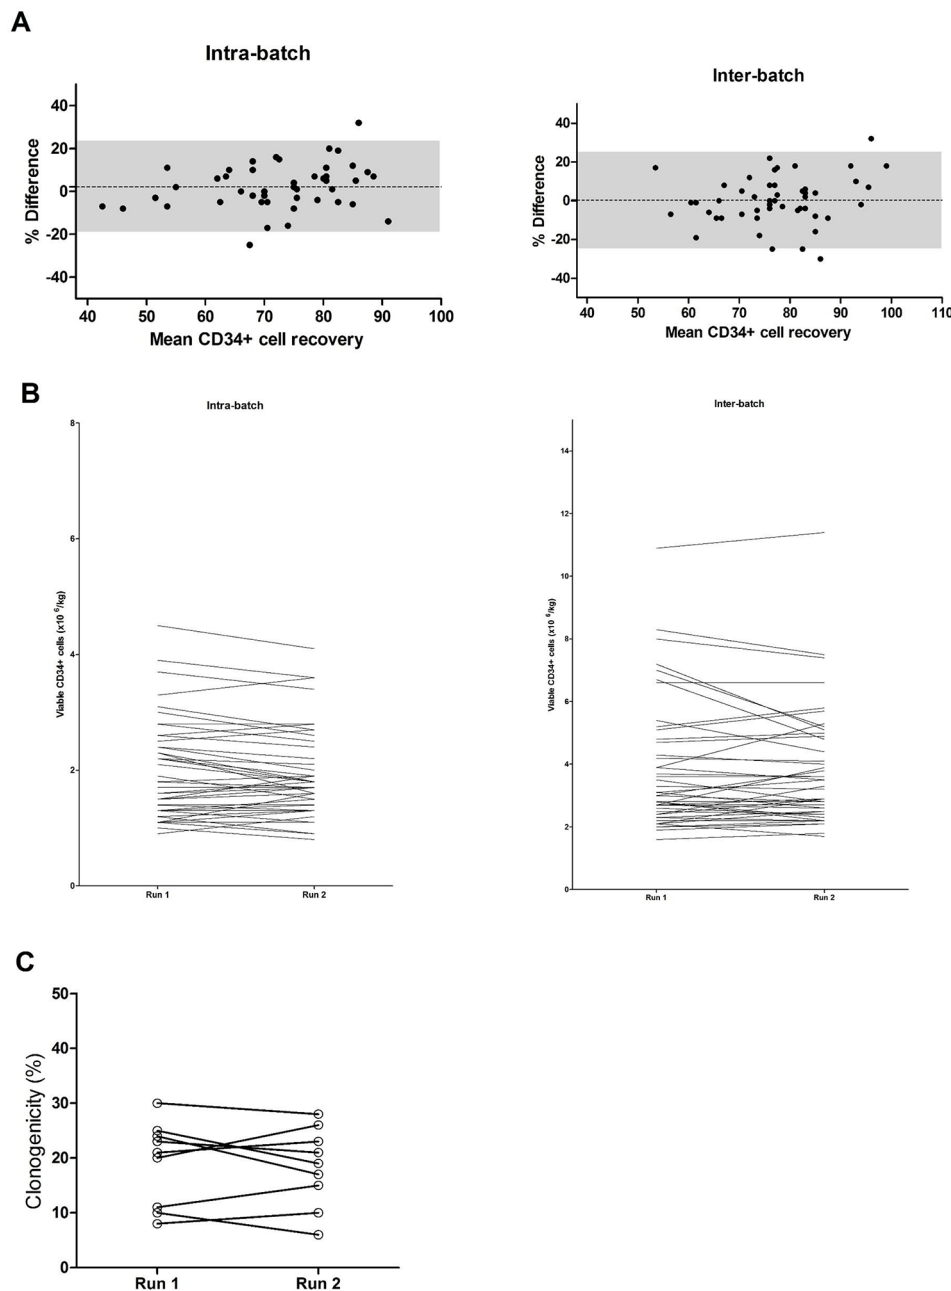 A
Intra-batch
% Difference
40
20
0
-20
-40
40 50 60 70 80 90 100
Mean CD34+ cell recovery
Inter-batch
% Difference
40
20
0
-20
-40
40 50 60 70 80 90 100 110
Mean CD34+ cell recovery
B
Intra-batch
Viable CD34+ cells (x10 6/kg)
8
6
4
2
0
Run 1 Run 2
Inter-batch
Viable CD34+ cells (x10 6/kg)
14
12
10
8
6
4
2
0
Run 1 Run 2
C
Clonogenicity (%)
50
40
30
20
10
0
Run 1 Run 2